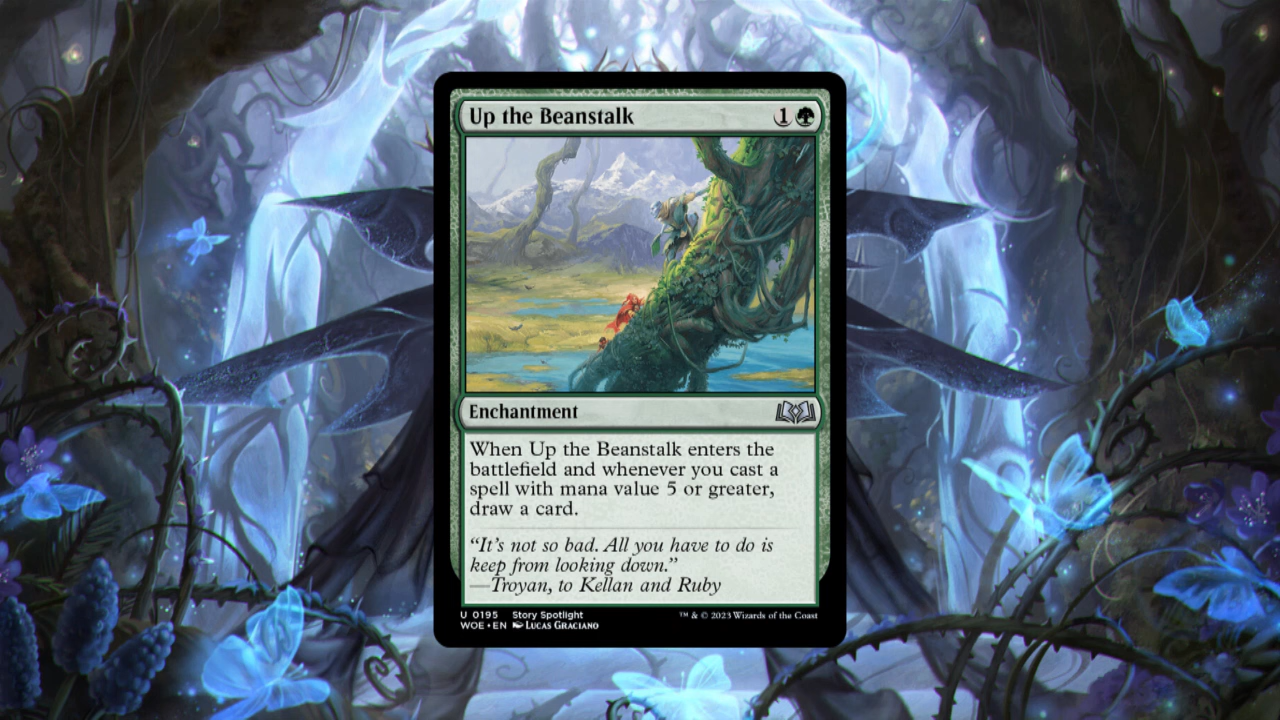 Up the Beanstalk 1
Enchantment
When Up the Beanstalk enters the
battlefield and whenever you cast a
spell with mana value 5 or greater,
draw a card.
“It’s not so bad. All you have to do is
keep from looking down.”
—Troyan, to Kellan and Ruby
U 0195 Story Spotlight ™ & © 2023 Wizards of the Coast
WOE • EN Lucas Graciano